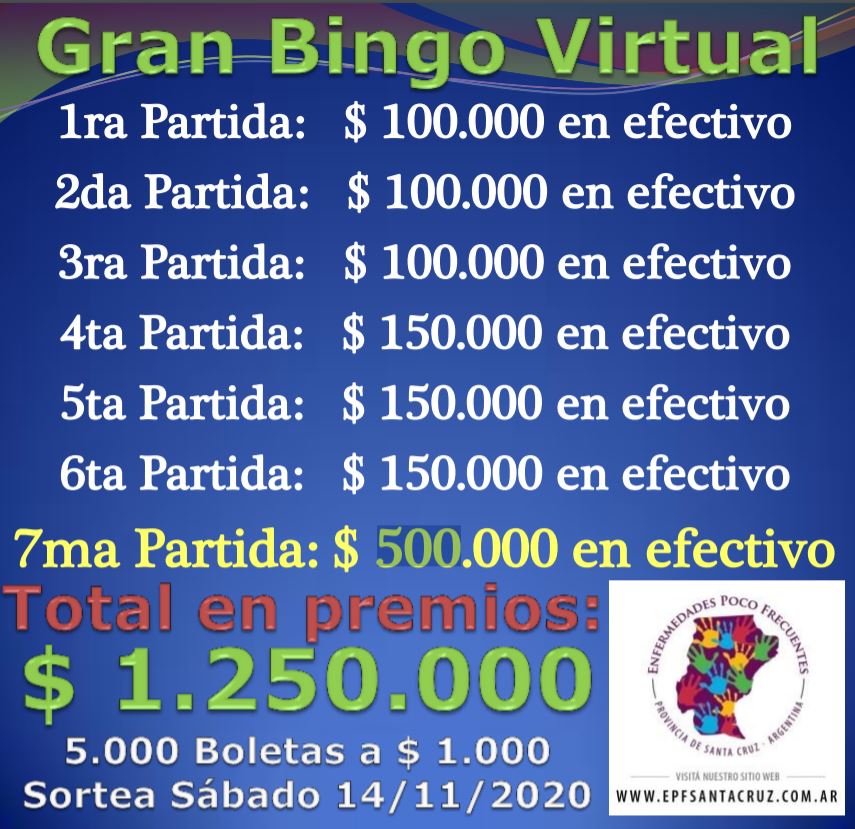 Gran Bingo Virtual
1ra Partida: $ 100.000 en efectivo
2da Partida: $ 100.000 en efectivo
3ra Partida: $ 100.000 en efectivo
4ta Partida: $ 150.000 en efectivo
5ta Partida: $ 150.000 en efectivo
6ta Partida: $ 150.000 en efectivo
7ma Partida: $ 500.000 en efectivo
Total en premios:
$ 1.250.000
5.000 Boletas a $ 1.000
Sortea Sábado 14/11/2020
ENFERMEDADES POCO FRECUENTES
PROVINCIA DE SANTA CRUZ - ARGENTINA
VISITÁ NUESTRO SITIO WEB
WWW.EPFSANTACRUZ.COM.AR